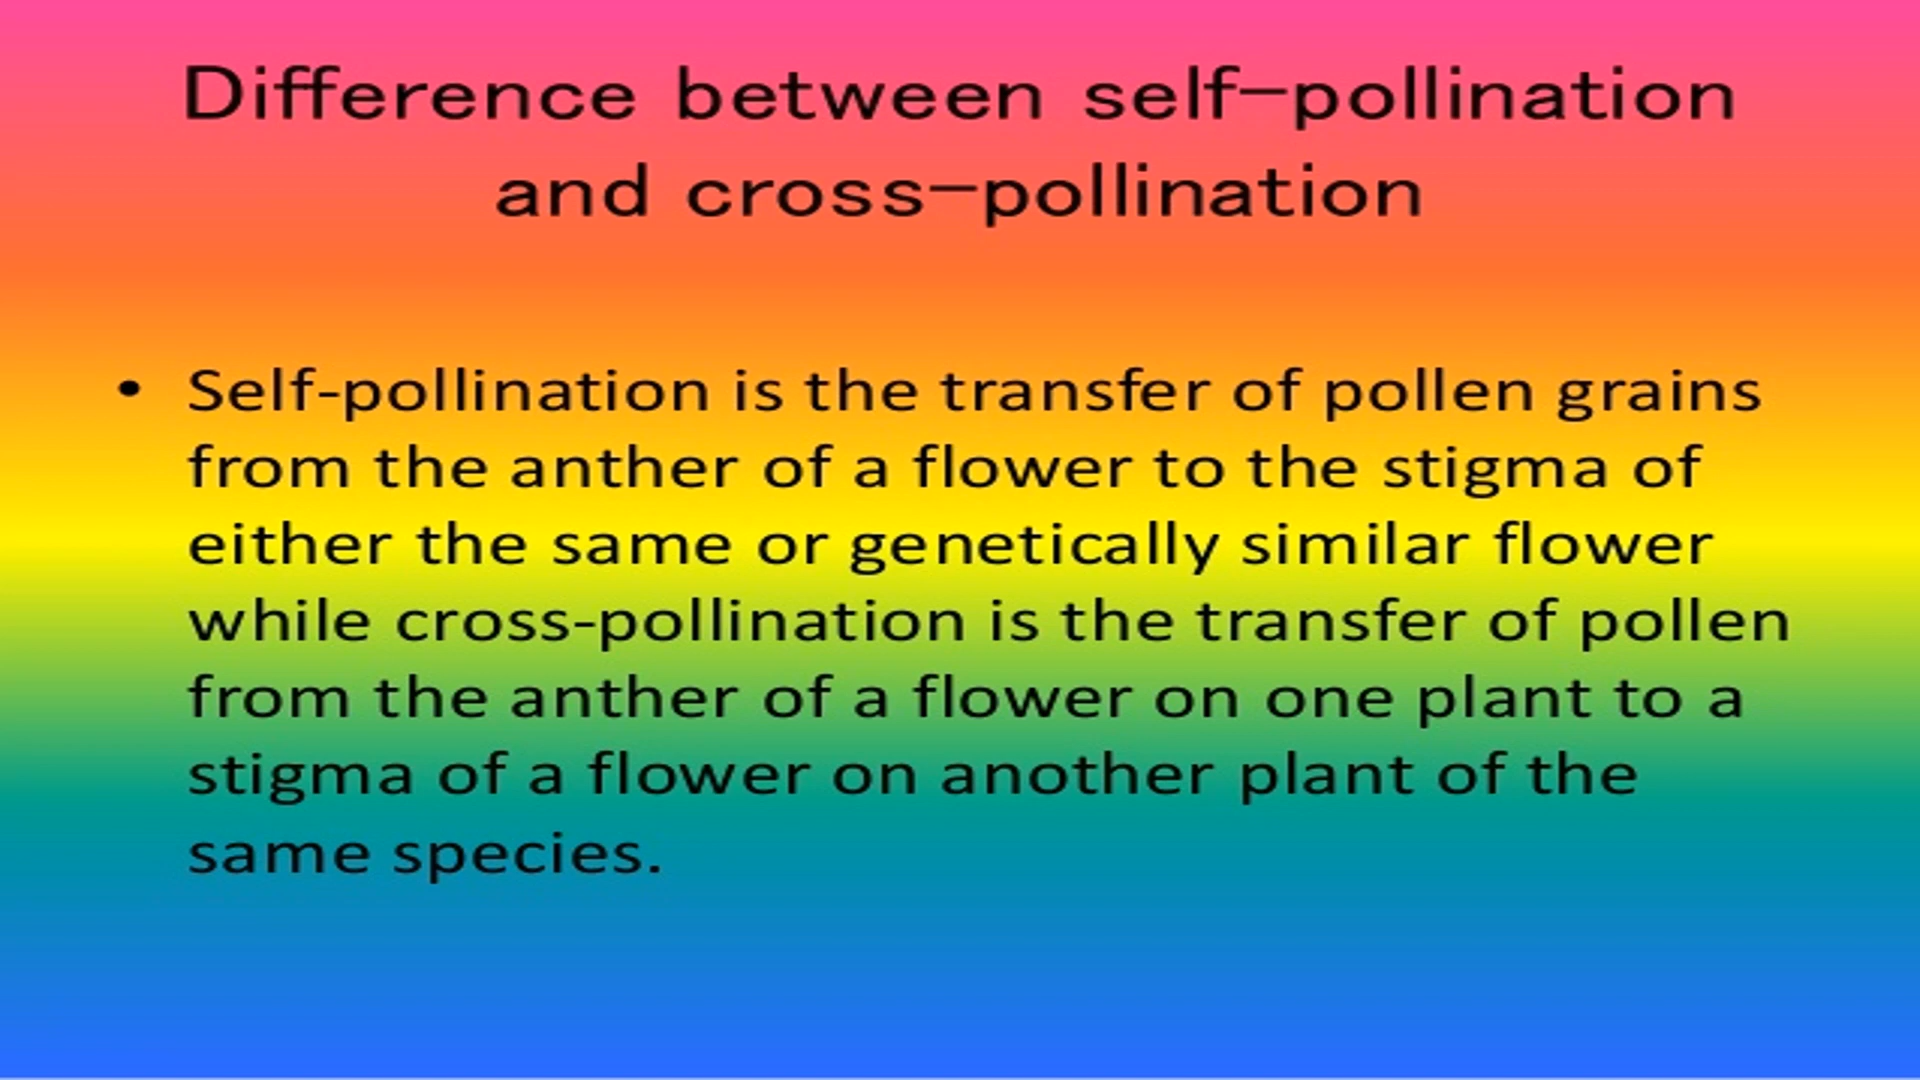 Difference between self-pollination
and cross-pollination
• Self-pollination is the transfer of pollen grains
from the anther of a flower to the stigma of
either the same or genetically similar flower
while cross-pollination is the transfer of pollen
from the anther of a flower on one plant to a
stigma of a flower on another plant of the
same species.